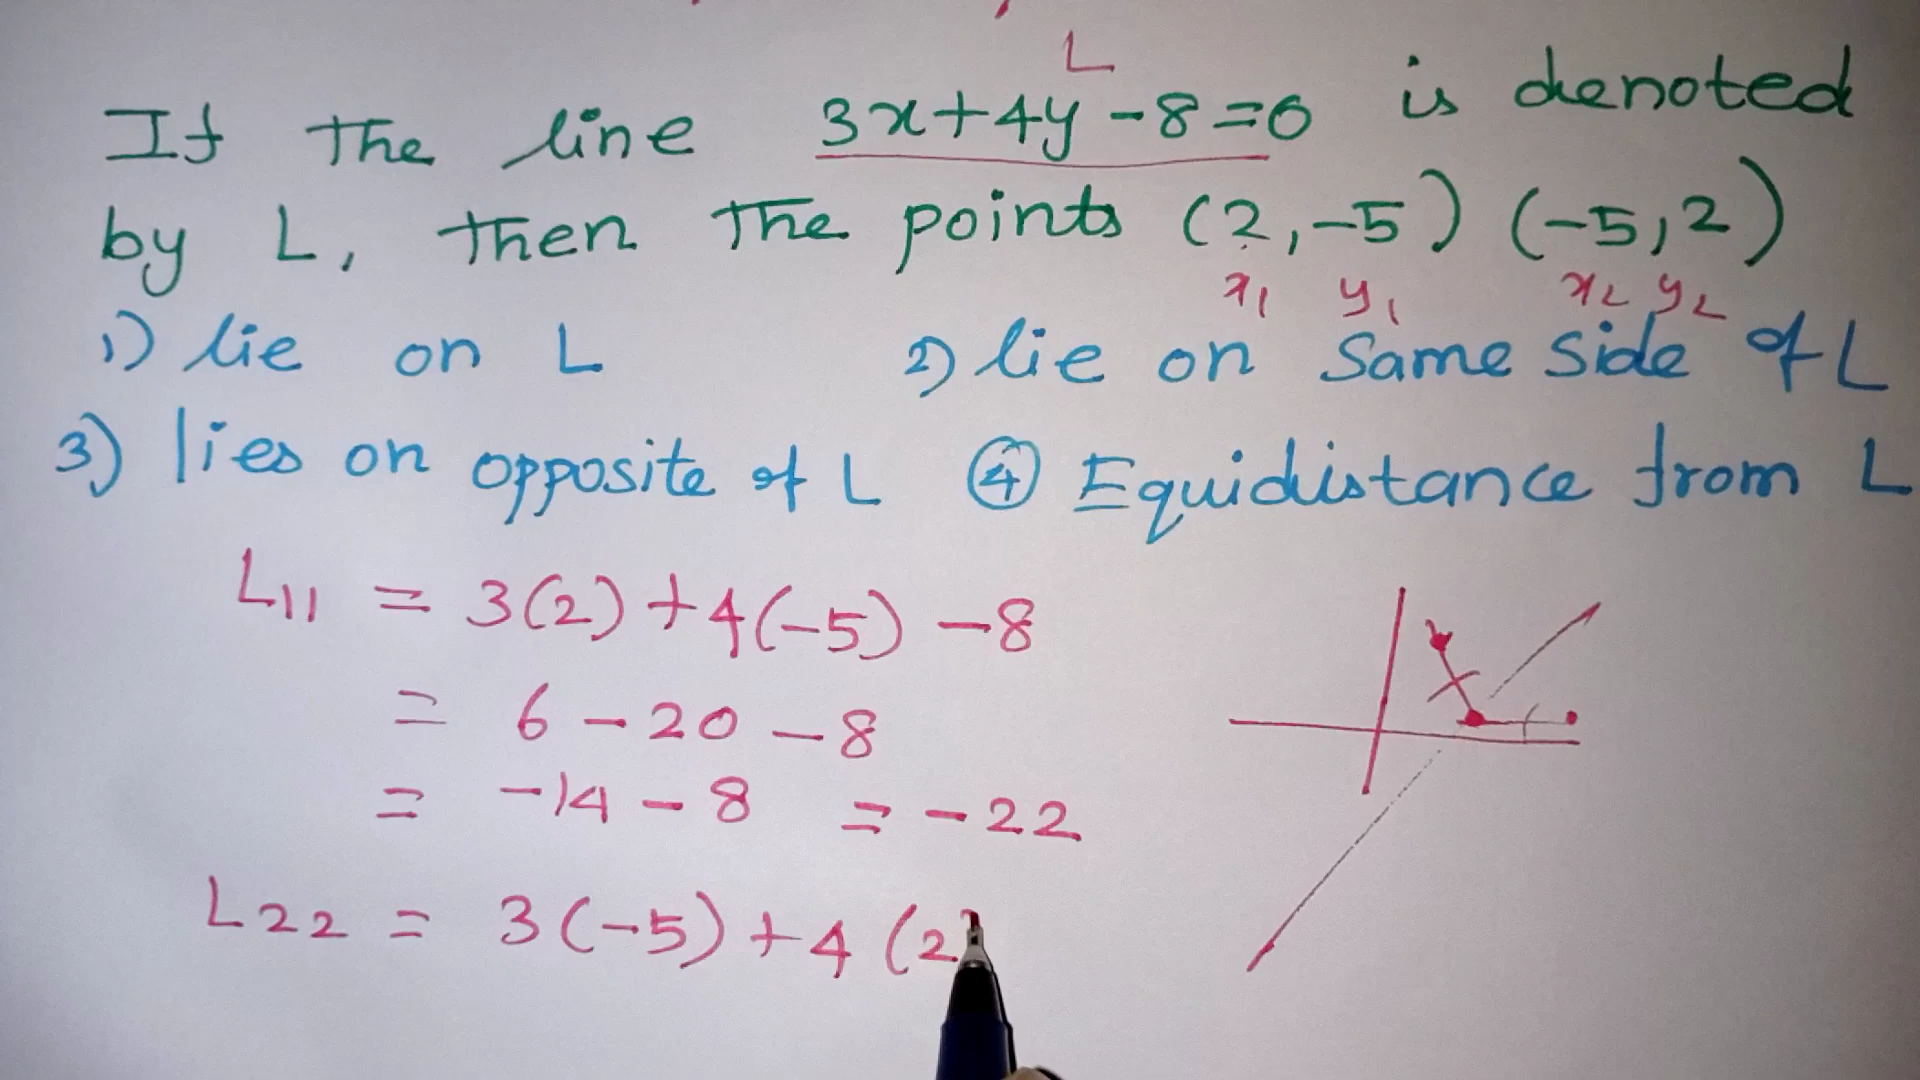 L
If the line 3x+4y-8=0 is denoted
by L, then the points (2,-5) (-5,2)
x1 y1 x2 y2
1) lie on L 2) lie on same side of L
3) lies on opposite of L 4 Equidistance from L
L11 = 3(2)+4(-5)-8
= 6-20-8
= -14-8 = -22
L22 = 3(-5)+4(2)